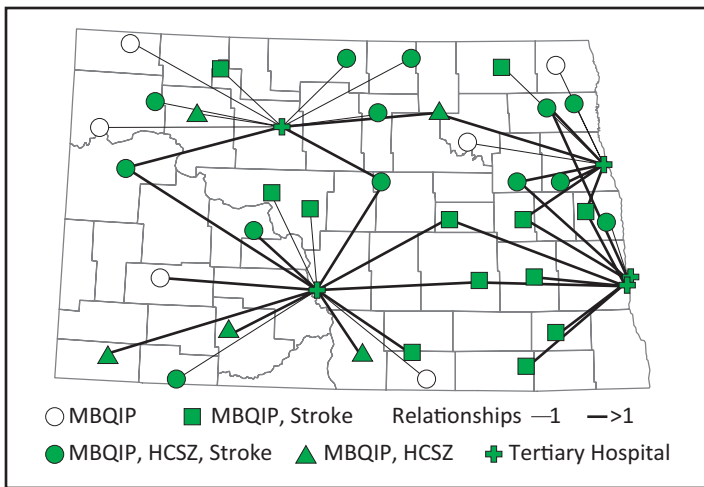 MBQIP MBQIP, Stroke Relationships 1 >1
MBQIP, HCSZ, Stroke MBQIP, HCSZ Tertiary Hospital